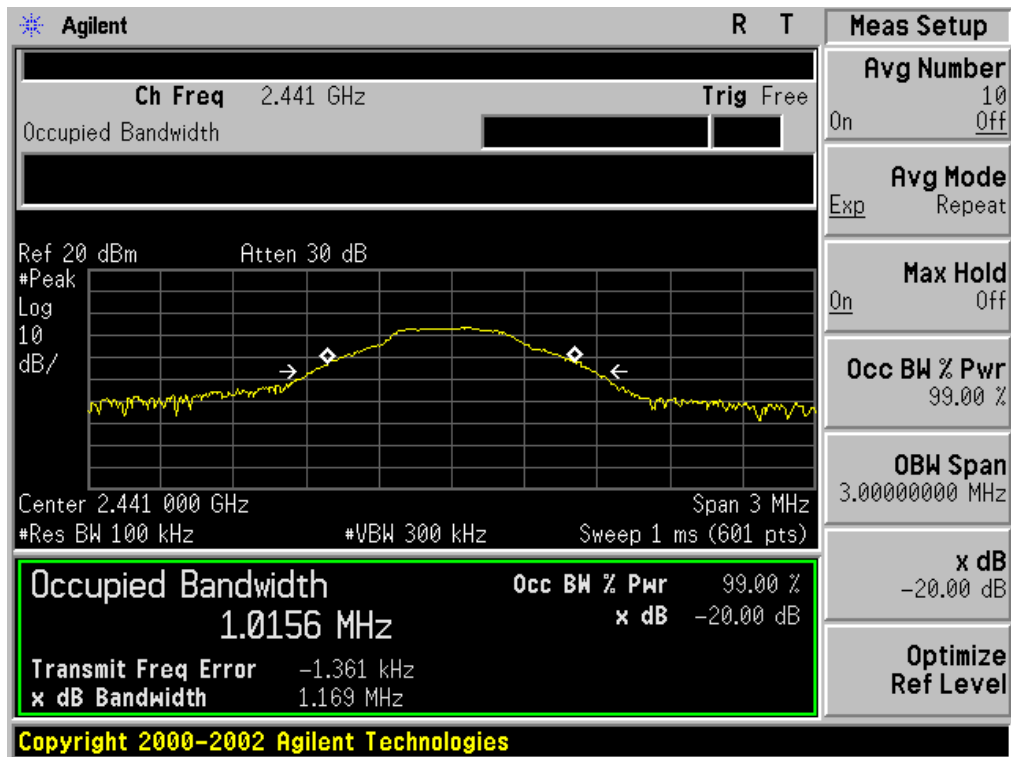 Agilent R T
Meas Setup
Avg Number
10
On Off
Ch Freq 2.441 GHz Trig Free
Occupied Bandwidth
Avg Mode
Exp Repeat
Max Hold
On Off
Ref 20 dBm Atten 30 dB
#Peak
Log
10
dB/
Occ BW % Pwr
99.00 %
OBW Span
3.00000000 MHz
Center 2.441 000 GHz Span 3 MHz
#Res BW 100 kHz #VBW 300 kHz Sweep 1 ms (601 pts)
x dB
-20.00 dB
Occupied Bandwidth Occ BW % Pwr 99.00 %
1.0156 MHz x dB -20.00 dB
Transmit Freq Error -1.361 kHz
x dB Bandwidth 1.169 MHz
Optimize
Ref Level
Copyright 2000-2002 Agilent Technologies